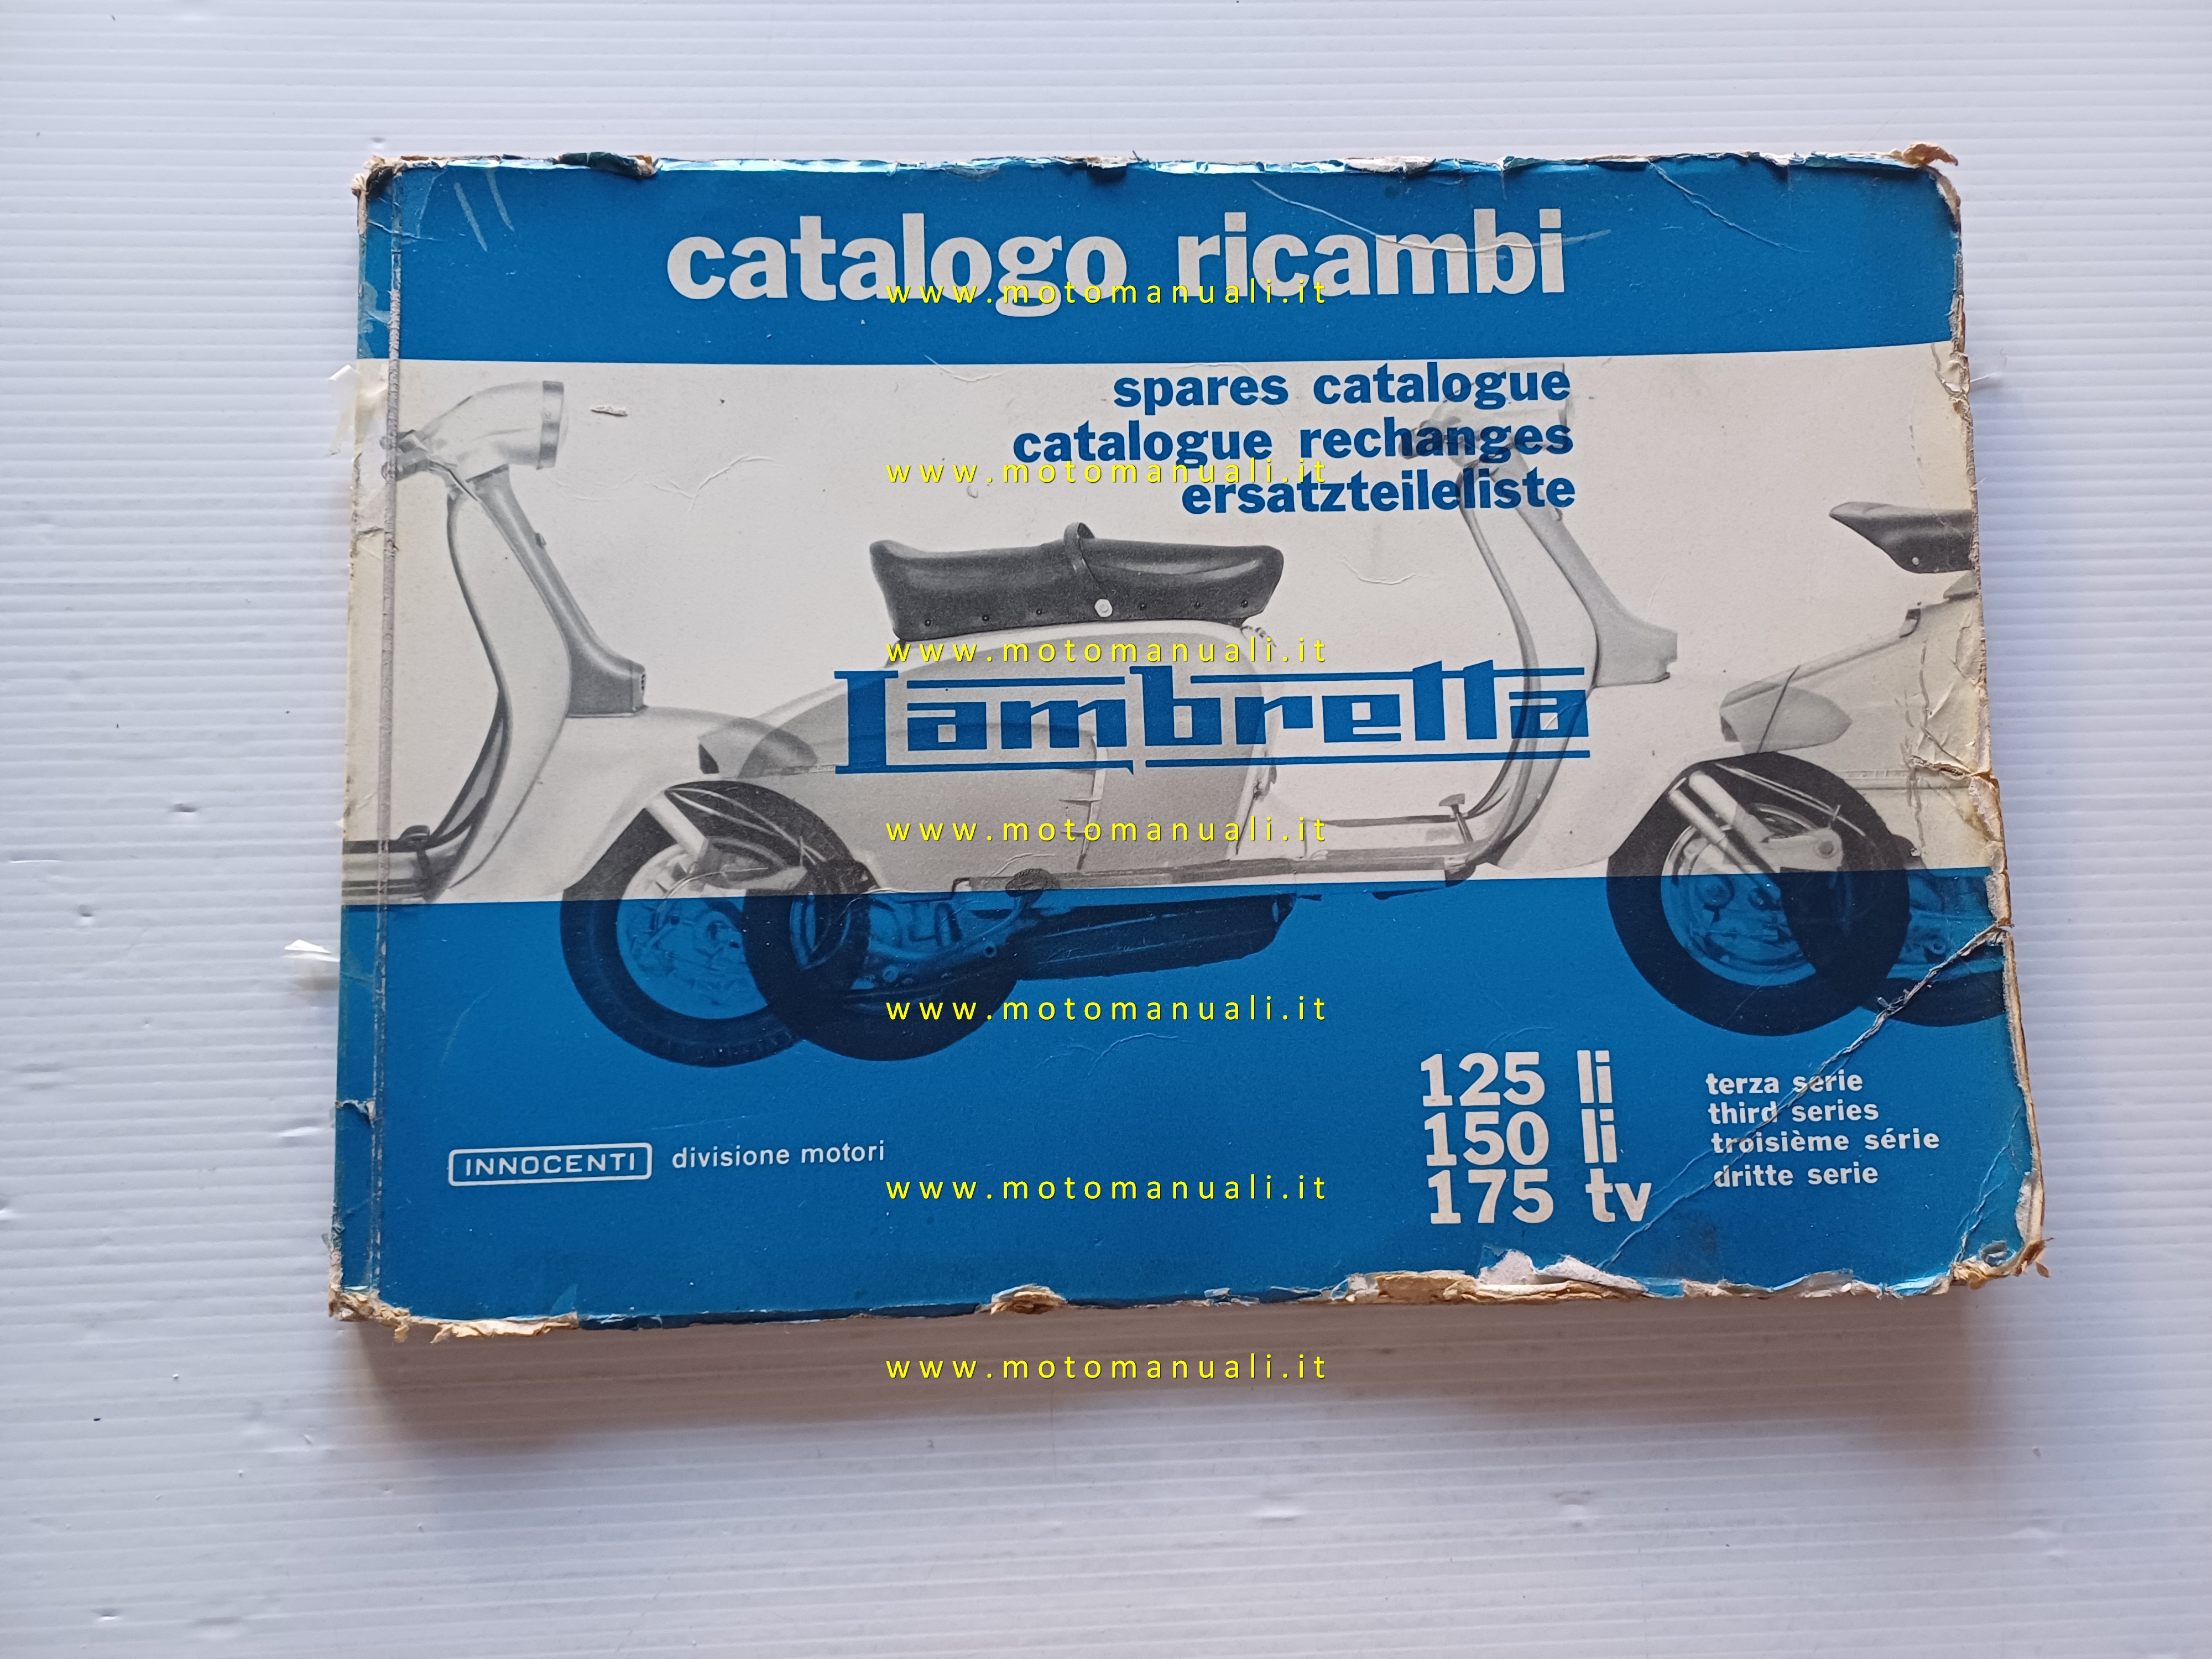 catalogo ricambi
www.motomanuali.it
spares catalogue
catalogue rechanges
www.motomanuali.it
ersatzteileliste
www.motomanuali.it
Lambretta
www.motomanuali.it
www.motomanuali.it
125 li
150 li
175 tv
terza serie
third series
troisième série
dritte serie
INNOCENTI divisione motori
www.motomanuali.it
www.motomanuali.it